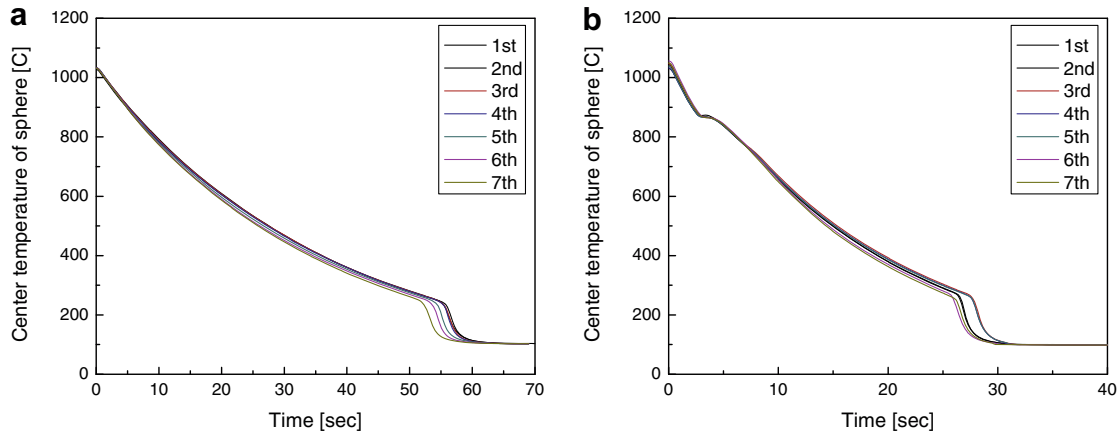 a
1200
1000
800
600
400
200
0
Center temperature of sphere [C]
0 10 20 30 40 50 60 70
Time [sec]
1st
2nd
3rd
4th
5th
6th
7th
b
1200
1000
800
600
400
200
0
Center temperature of sphere [C]
0 10 20 30 40
Time [sec]
1st
2nd
3rd
4th
5th
6th
7th